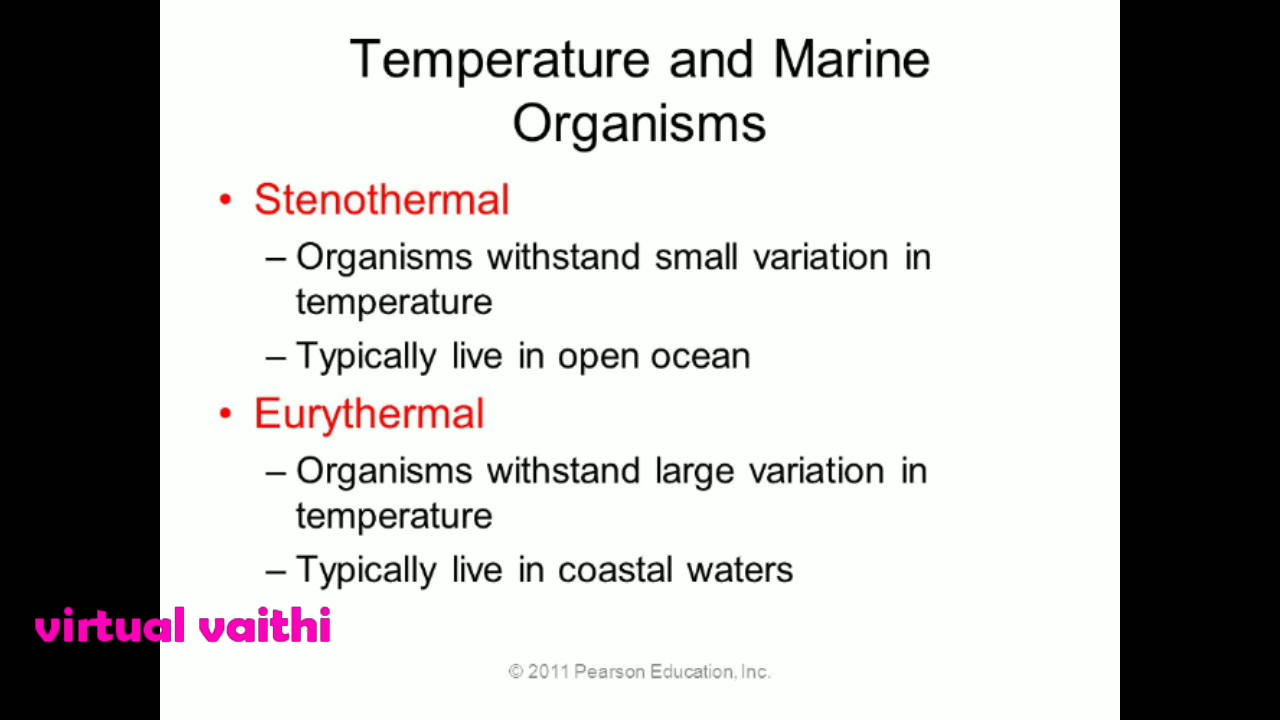 Temperature and Marine
Organisms
• Stenothermal
– Organisms withstand small variation in
temperature
– Typically live in open ocean
• Eurythermal
– Organisms withstand large variation in
temperature
– Typically live in coastal waters
virtual vaithi
© 2011 Pearson Education, Inc.